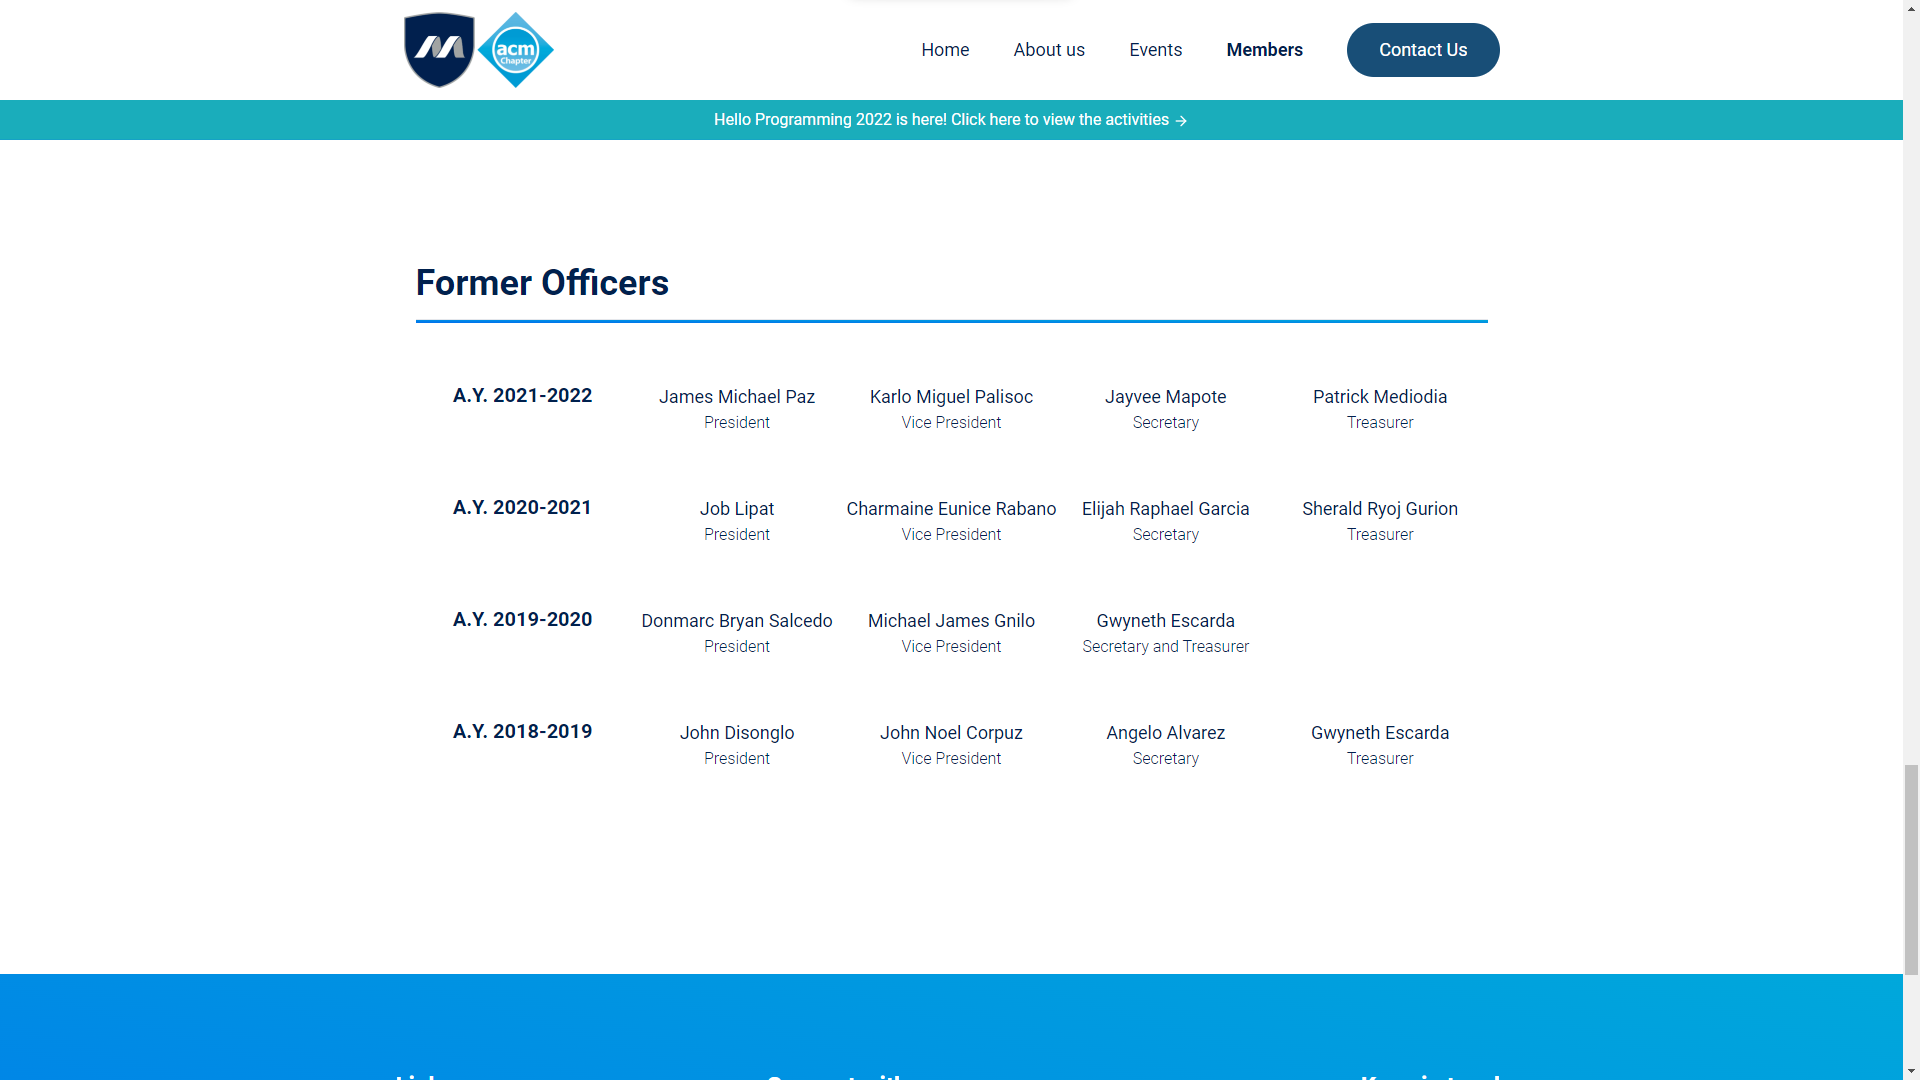 acm
Chapter
Home About us Events Members Contact Us
Hello Programming 2022 is here! Click here to view the activities →
Former Officers
A.Y. 2021-2022 James Michael Paz Karlo Miguel Palisoc Jayvee Mapote Patrick Mediodia
President Vice President Secretary Treasurer
A.Y. 2020-2021 Job Lipat Charmaine Eunice Rabano Elijah Raphael Garcia Sherald Ryoj Gurion
President Vice President Secretary Treasurer
A.Y. 2019-2020 Donmarc Bryan Salcedo Michael James Gnilo Gwyneth Escarda
President Vice President Secretary and Treasurer
A.Y. 2018-2019 John Disonglo John Noel Corpuz Angelo Alvarez Gwyneth Escarda
President Vice President Secretary Treasurer